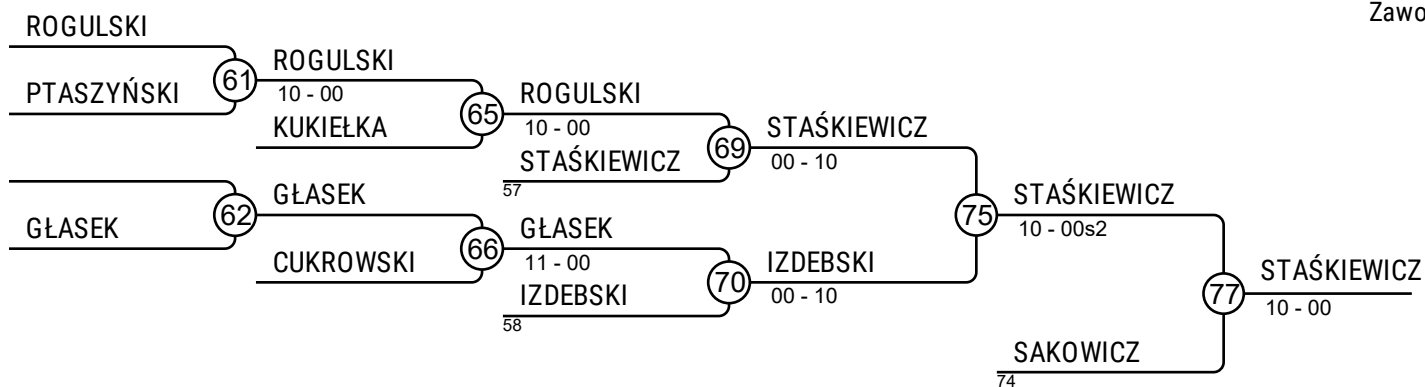 Zawo
ROGULSKI
61
ROGULSKI
PTASZYŃSKI
10 - 00
65
ROGULSKI
KUKIEŁKA
10 - 00
69
STAŚKIEWICZ
STAŚKIEWICZ
00 - 10
57
62
GŁASEK
75
STAŚKIEWICZ
GŁASEK
10 - 00s2
66
GŁASEK
CUKROWSKI
11 - 00
70
IZDEBSKI
IZDEBSKI
00 - 10
58
77
STAŚKIEWICZ
10 - 00
SAKOWICZ
74